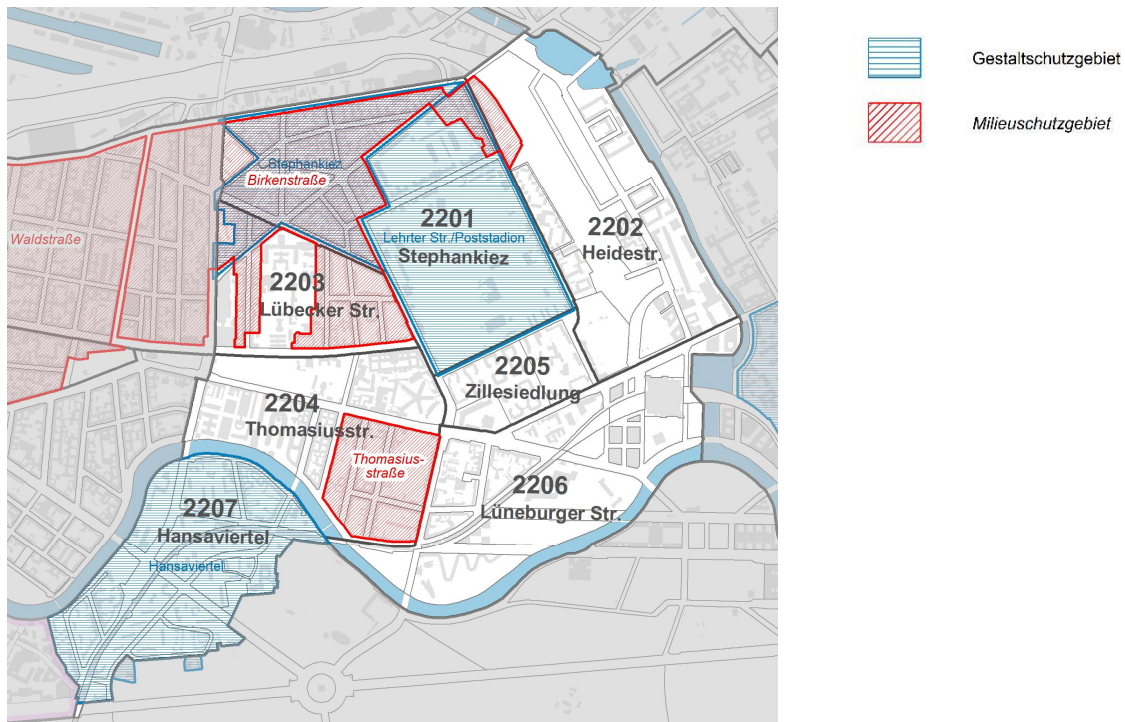 Gestaltschutzgebiet
Milieuschutzgebiet
Stephankiez
Birkenstraße
Waldstraße
2201
Lehrter Str./Poststadion
Stephankiez
2202
Heidestr.
2203
Lübecker Str.
2205
Zillesiedlung
2204
Thomasiusstr.
Thomasius-
straße
2206
Lüneburger Str.
2207
Hansaviertel
Hansaviertel